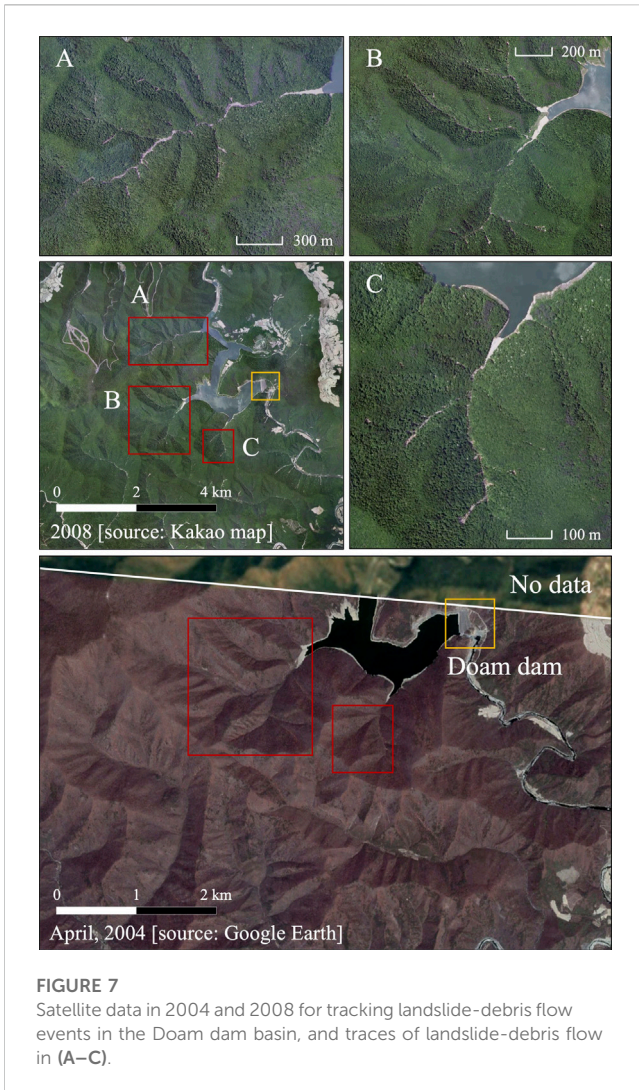 A
300 m
B
200 m
A
B
C
0 2 4 km
2008 [source: Kakao map]
C
100 m
No data
Doam dam
0 1 2 km
April, 2004 [source: Google Earth]
FIGURE 7
Satellite data in 2004 and 2008 for tracking landslide-debris flow
events in the Doam dam basin, and traces of landslide-debris flow
in (A–C).